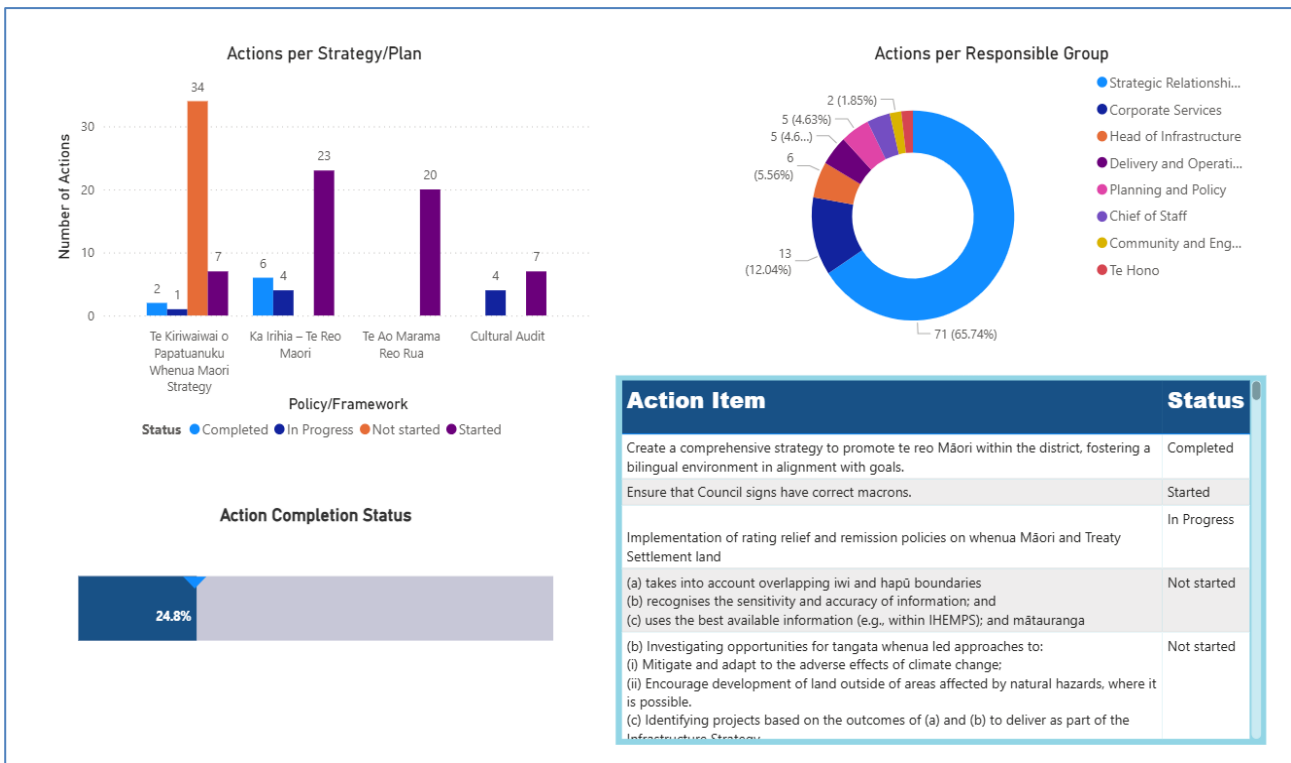 Actions per Strategy/Plan
Number of Actions
30
20
10
0
2
1
34
7
6
4
23
20
4
7
Te Kiriwaiwai o
Papatuanuku
Whenua Maori
Strategy
Ka Irihia – Te Reo
Maori
Te Ao Marama
Reo Rua
Cultural Audit
Policy/Framework
Status Completed In Progress Not started Started
Actions per Responsible Group
2 (1.85%)
5 (4.63%)
5 (4.6...)
6
(5.56%)
13
(12.04%)
71 (65.74%)
Strategic Relationshi...
Corporate Services
Head of Infrastructure
Delivery and Operati...
Planning and Policy
Chief of Staff
Community and Eng...
Te Hono
Action Completion Status
24.8%
Action Item Status
Create a comprehensive strategy to promote te reo Māori within the district, fostering a Completed
bilingual environment in alignment with goals.
Ensure that Council signs have correct macrons. Started
In Progress
Implementation of rating relief and remission policies on whenua Māori and Treaty
Settlement land
(a) takes into account overlapping iwi and hapū boundaries Not started
(b) recognises the sensitivity and accuracy of information; and
(c) uses the best available information (e.g., within IHEMPS); and mātauranga
(b) Investigating opportunities for tangata whenua led approaches to: Not started
(i) Mitigate and adapt to the adverse effects of climate change;
(ii) Encourage development of land outside of areas affected by natural hazards, where it
is possible.
(c) Identifying projects based on the outcomes of (a) and (b) to deliver as part of the
Infrastructure Strategy